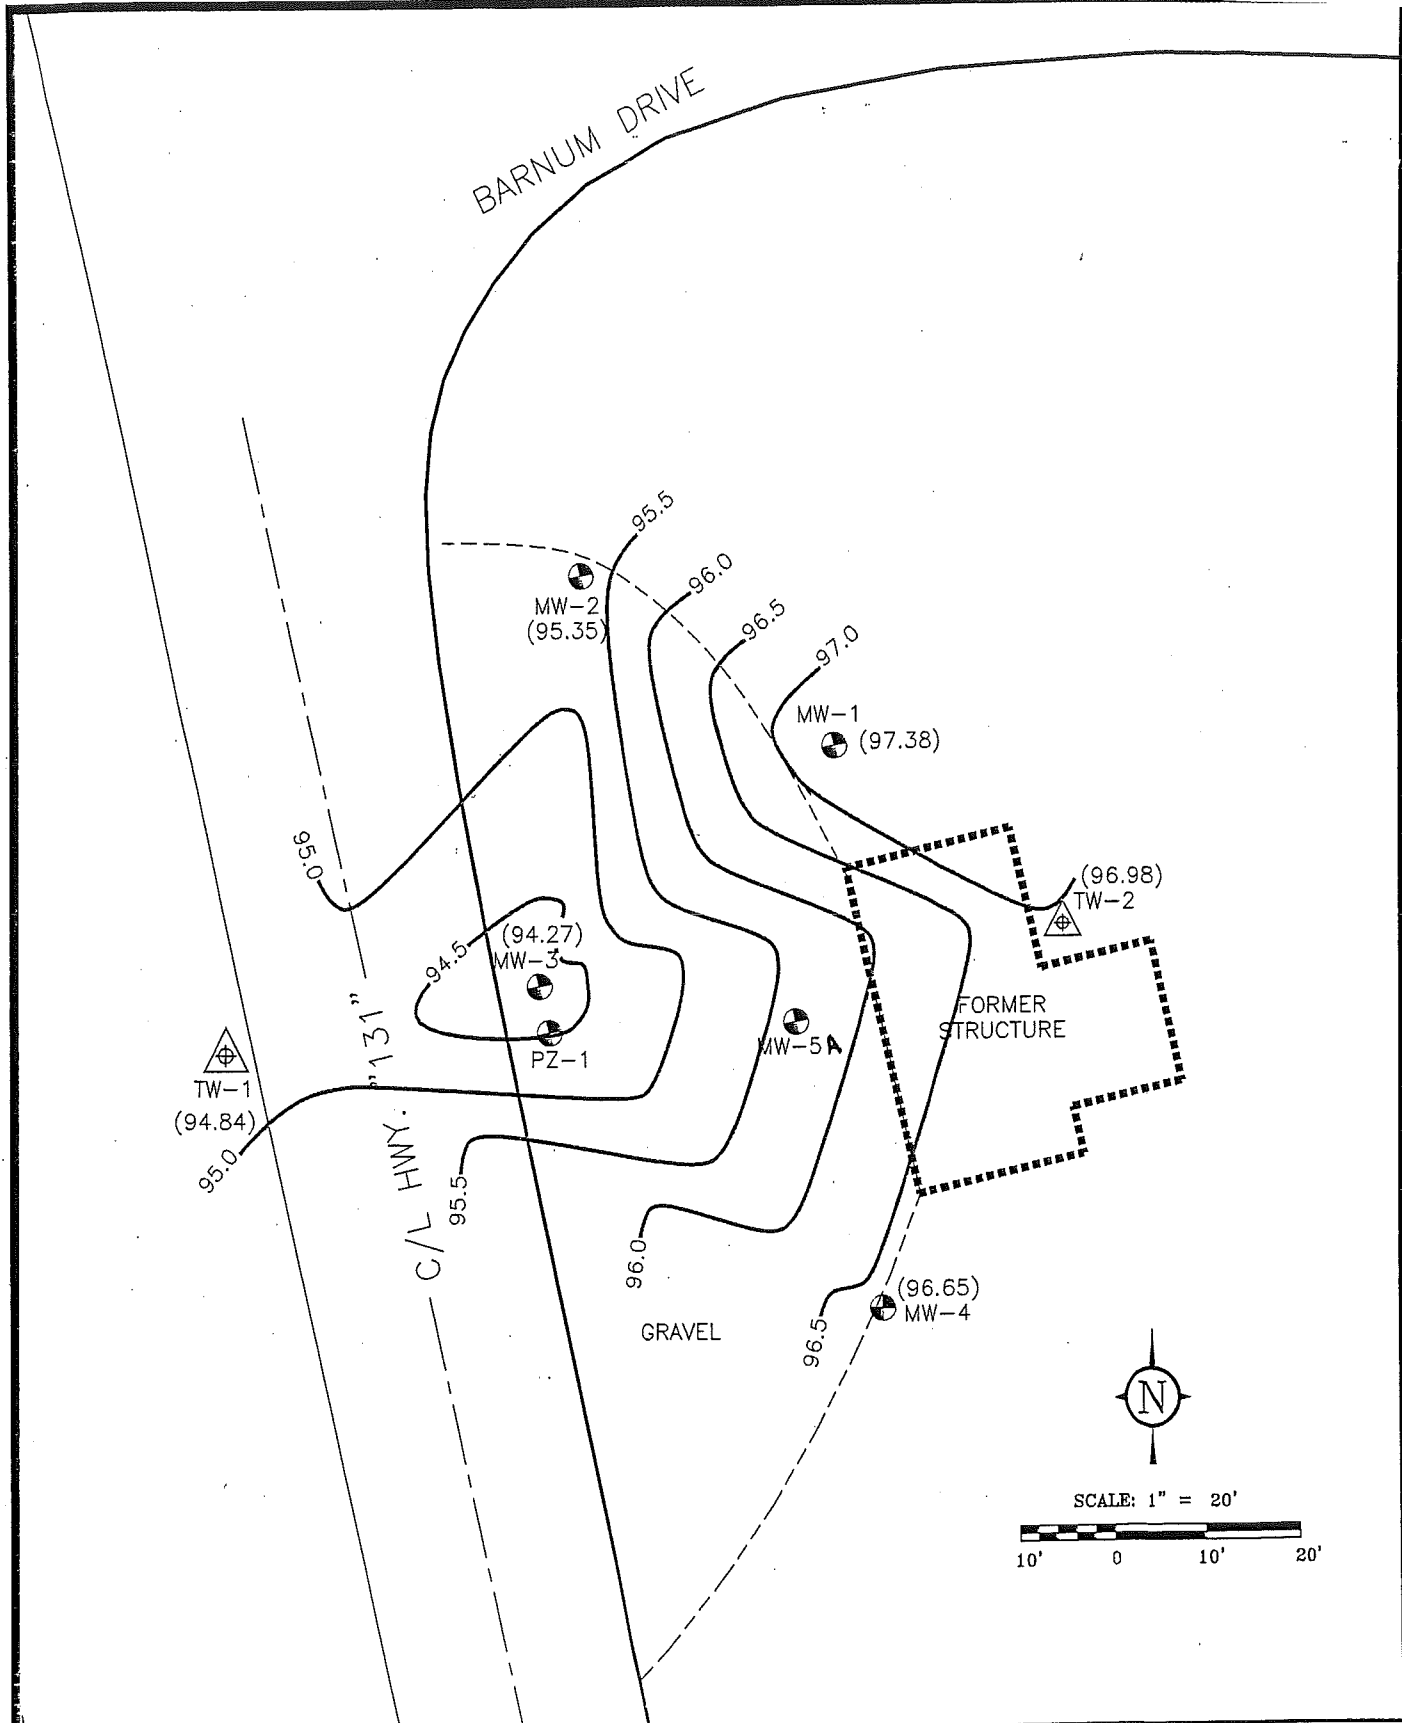 BARNUM DRIVE
95.5
96.0
96.5
97.0
MW-2
(95.35)
MW-1
(97.38)
95.0
(96.98)
TW-2
(94.27)
MW-3
94.5
"131"
C/L HWY.
FORMER
STRUCTURE
MW-5A
PZ-1
TW-1
(94.84)
95.0
95.5
96.0
96.5
(96.65)
MW-4
GRAVEL
N
SCALE: 1" = 20'
10' 0 10' 20'